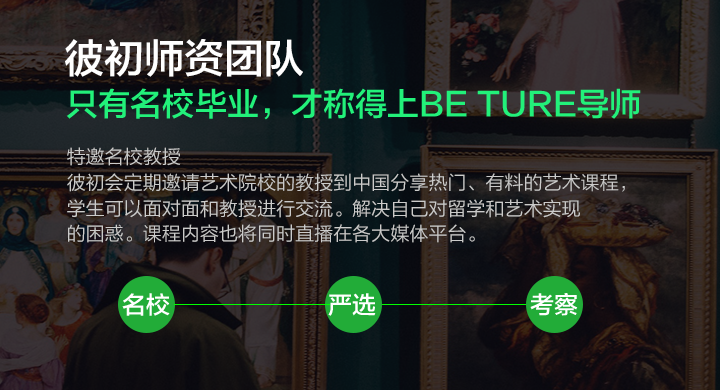 彼初师资团队
只有名校毕业，才称得上BE TURE导师
特邀名校教授
彼初会定期邀请艺术院校的教授到中国分享热门、有料的艺术课程，
学生可以面对面和教授进行交流。解决自己对留学和艺术实现
的困惑。课程内容也将同时直播在各大媒体平台。
名校 严选 考察